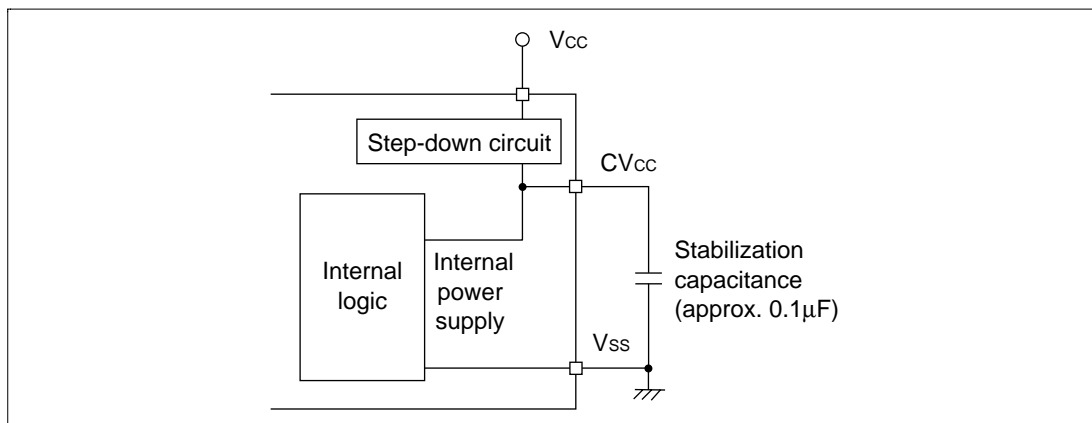 Vcc
Step-down circuit
CVcc
Internal
logic
Internal
power
supply
Stabilization
capacitance
(approx. 0.1μF)
Vss